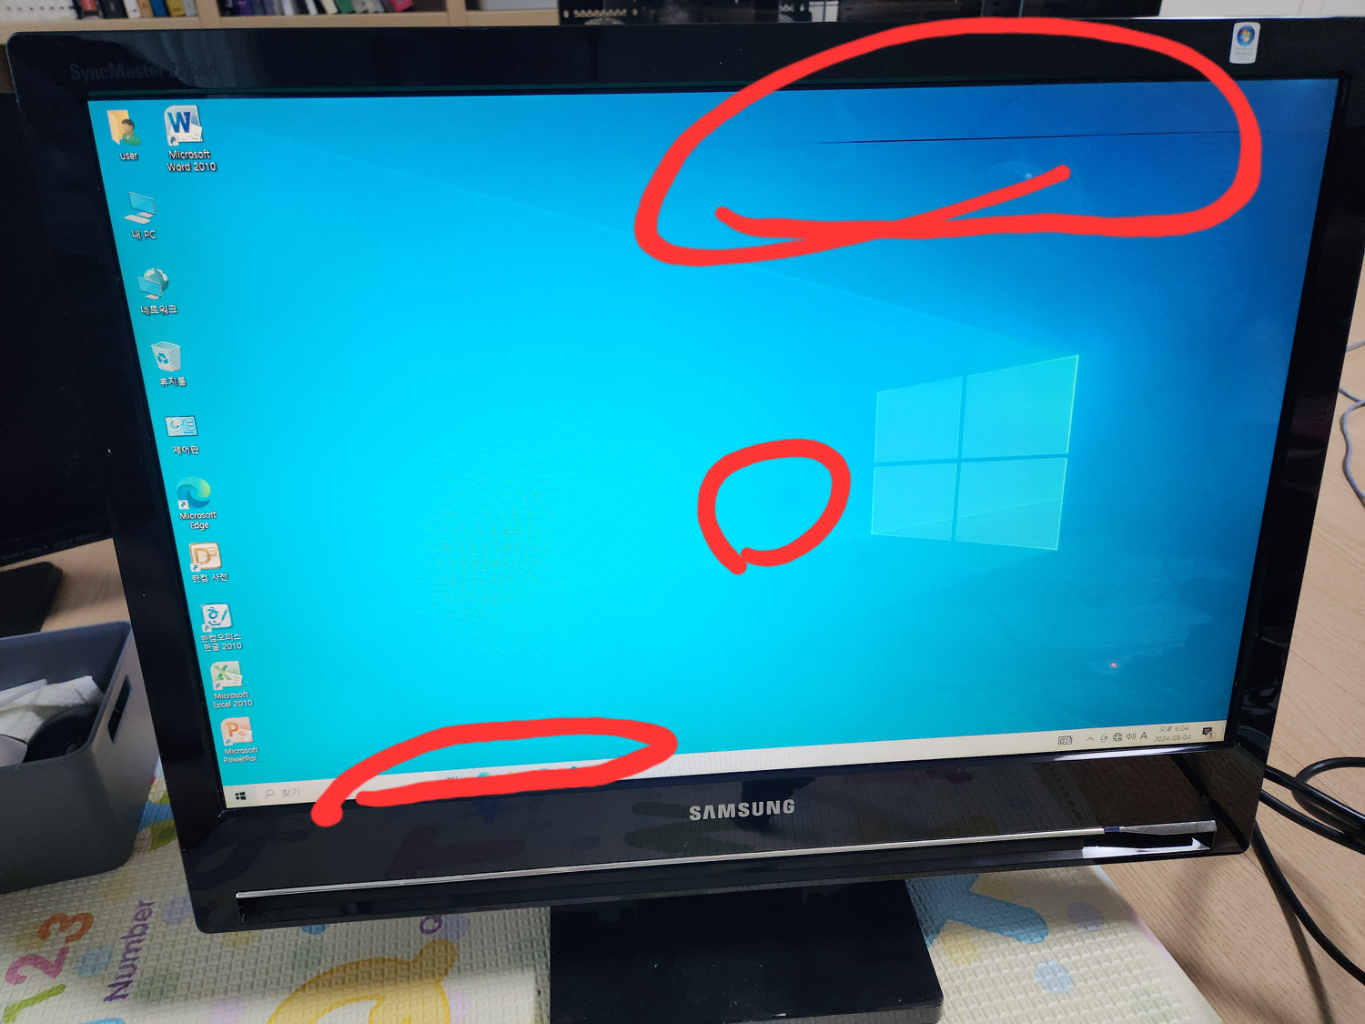 SyncMaster
user
Microsoft
Word 2010
내 PC
네트워크
휴지통
제어판
Microsoft
Edge
한컴 사전
한컴오피스
한글 2010
Microsoft
Excel 2010
Microsoft
PowerPoi...
찾기
A
오후 6:04
2024-08-04
SAMSUNG
123
Number